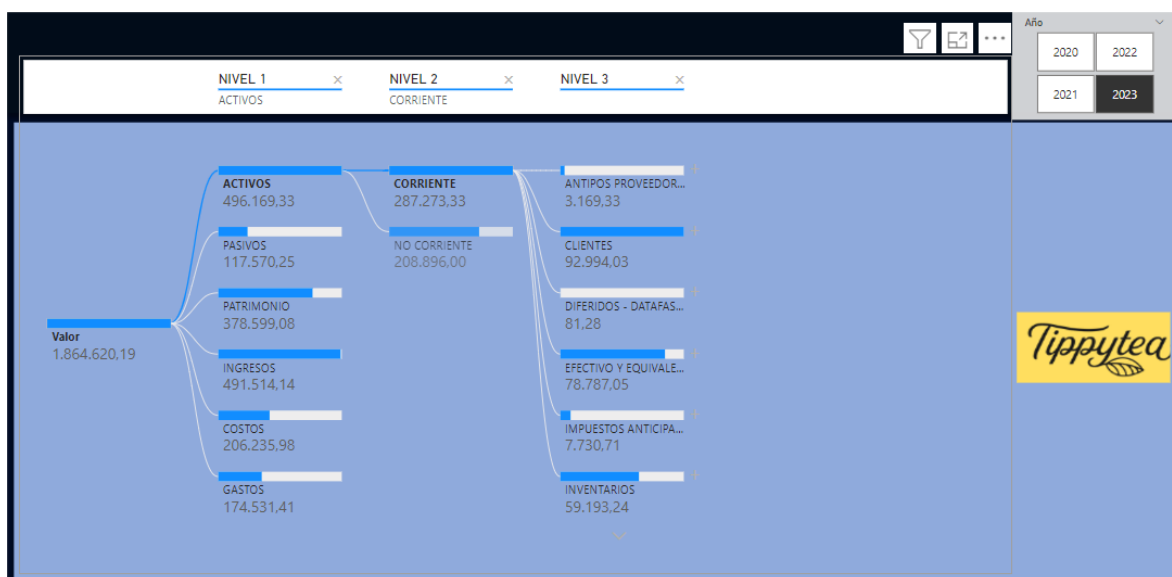 Año
2020 2022
2021 2023
NIVEL 1 NIVEL 2 NIVEL 3
ACTIVOS CORRIENTE
Valor
1.864.620,19
ACTIVOS
496.169,33
PASIVOS
117.570,25
PATRIMONIO
378.599,08
INGRESOS
491.514,14
COSTOS
206.235,98
GASTOS
174.531,41
CORRIENTE
287.273,33
NO CORRIENTE
208.896,00
ANTIPOS PROVEEDOR...
3.169,33
CLIENTES
92.994,03
DIFERIDOS - DATAFAS...
81,28
EFECTIVO Y EQUIVALE...
78.787,05
IMPUESTOS ANTICIPA...
7.730,71
INVENTARIOS
59.193,24
Tippytea